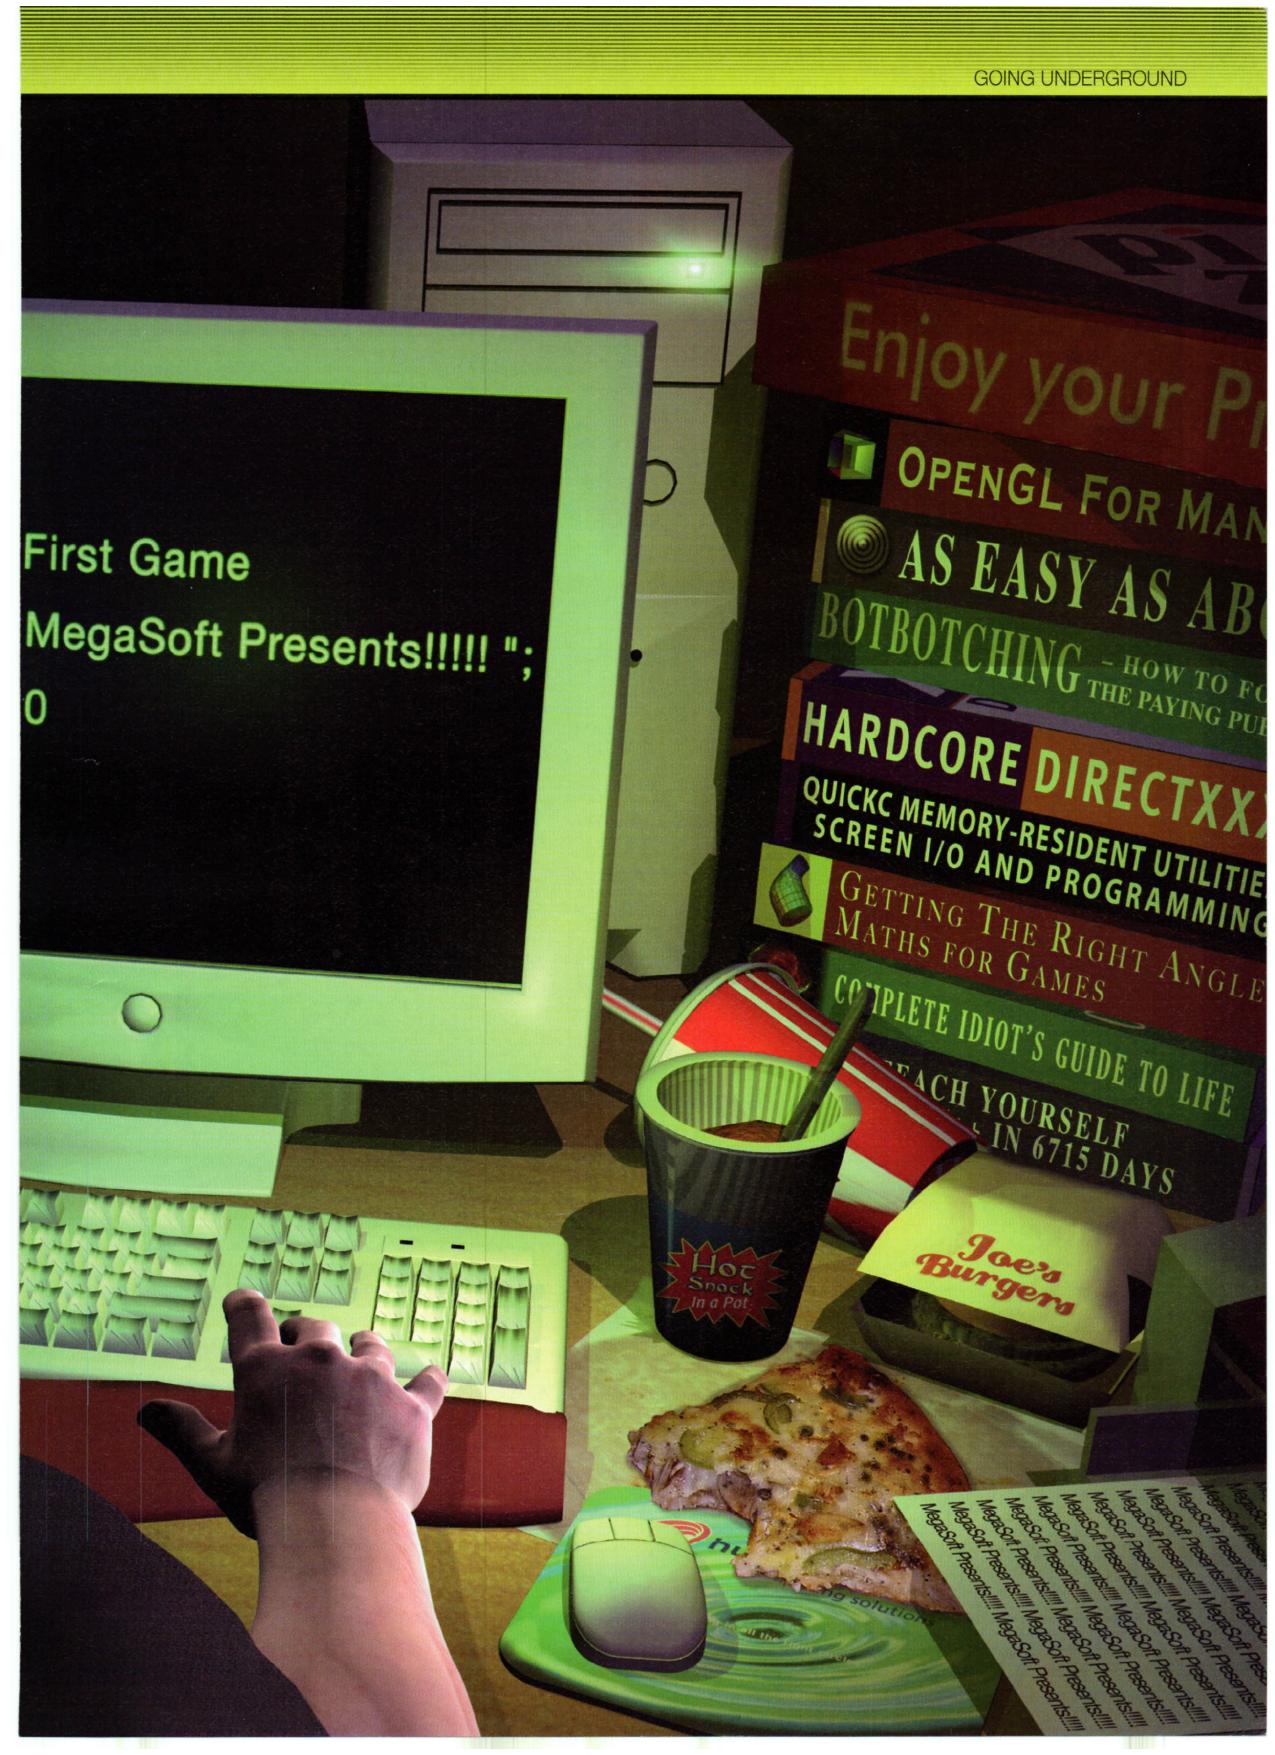 GOING UNDERGROUND
Enjoy your
OPENGL FOR
AS EASY AS
BOTBOTCHING – HOW TO
THE PAYING
HARDCORE DIRECTXX
QUICKC MEMORY-RESIDENT
SCREEN I/O AND PROGRAMMING
GETTING THE RIGHT ANGLE
MATHS FOR GAMES
COMPLETE IDIOT'S GUIDE TO LIFE
TEACH YOURSELF
IN 6715 DAYS
First Game
MegaSoft Presents!!!!! ";
0
Hot
Snack
In a Pot
Joe's
Burgers
solutions
MegaSoft Presents!!!!! MegaSoft Presents!!!!!
MegaSoft Presents!!!!! MegaSoft Presents!!!!!
MegaSoft Presents!!!!! MegaSoft Presents!!!!!
MegaSoft Presents!!!!! MegaSoft Presents!!!!!